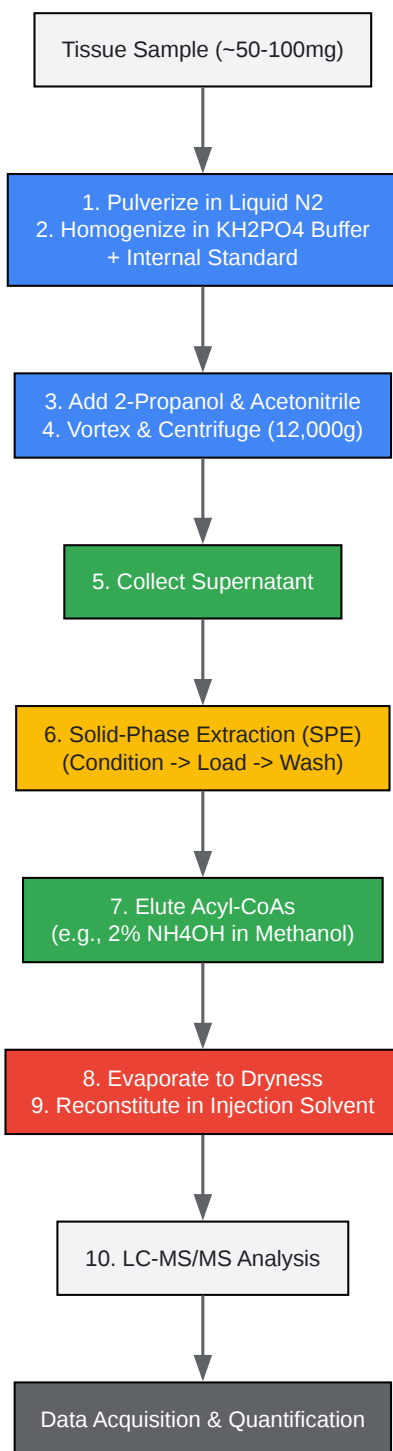 Tissue Sample (~50-100mg)
1. Pulverize in Liquid N2
2. Homogenize in KH2PO4 Buffer
+ Internal Standard
3. Add 2-Propanol & Acetonitrile
4. Vortex & Centrifuge (12,000g)
5. Collect Supernatant
6. Solid-Phase Extraction (SPE)
(Condition -> Load -> Wash)
7. Elute Acyl-CoAs
(e.g., 2% NH4OH in Methanol)
8. Evaporate to Dryness
9. Reconstitute in Injection Solvent
10. LC-MS/MS Analysis
Data Acquisition & Quantification